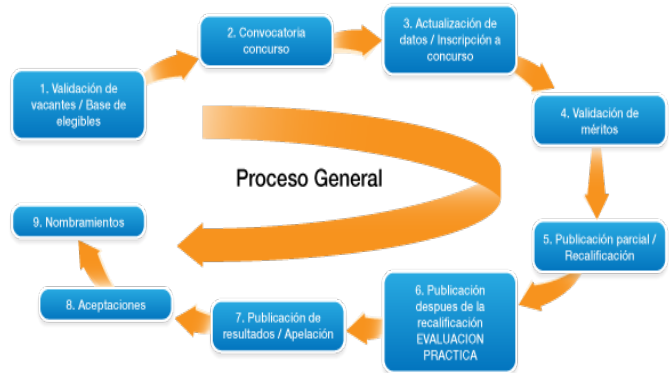 1. Validación de
vacantes / Base de
elegibles
2. Convocatoria
concurso
3. Actualización de
datos / Inscripción a
concurso
4. Validación de
méritos
Proceso General
5. Publicación parcial /
Recalificación
6. Publicación
despues de la
recalificación
EVALUACION
PRACTICA
7. Publicación de
resultados / Apelación
8. Aceptaciones
9. Nombramientos